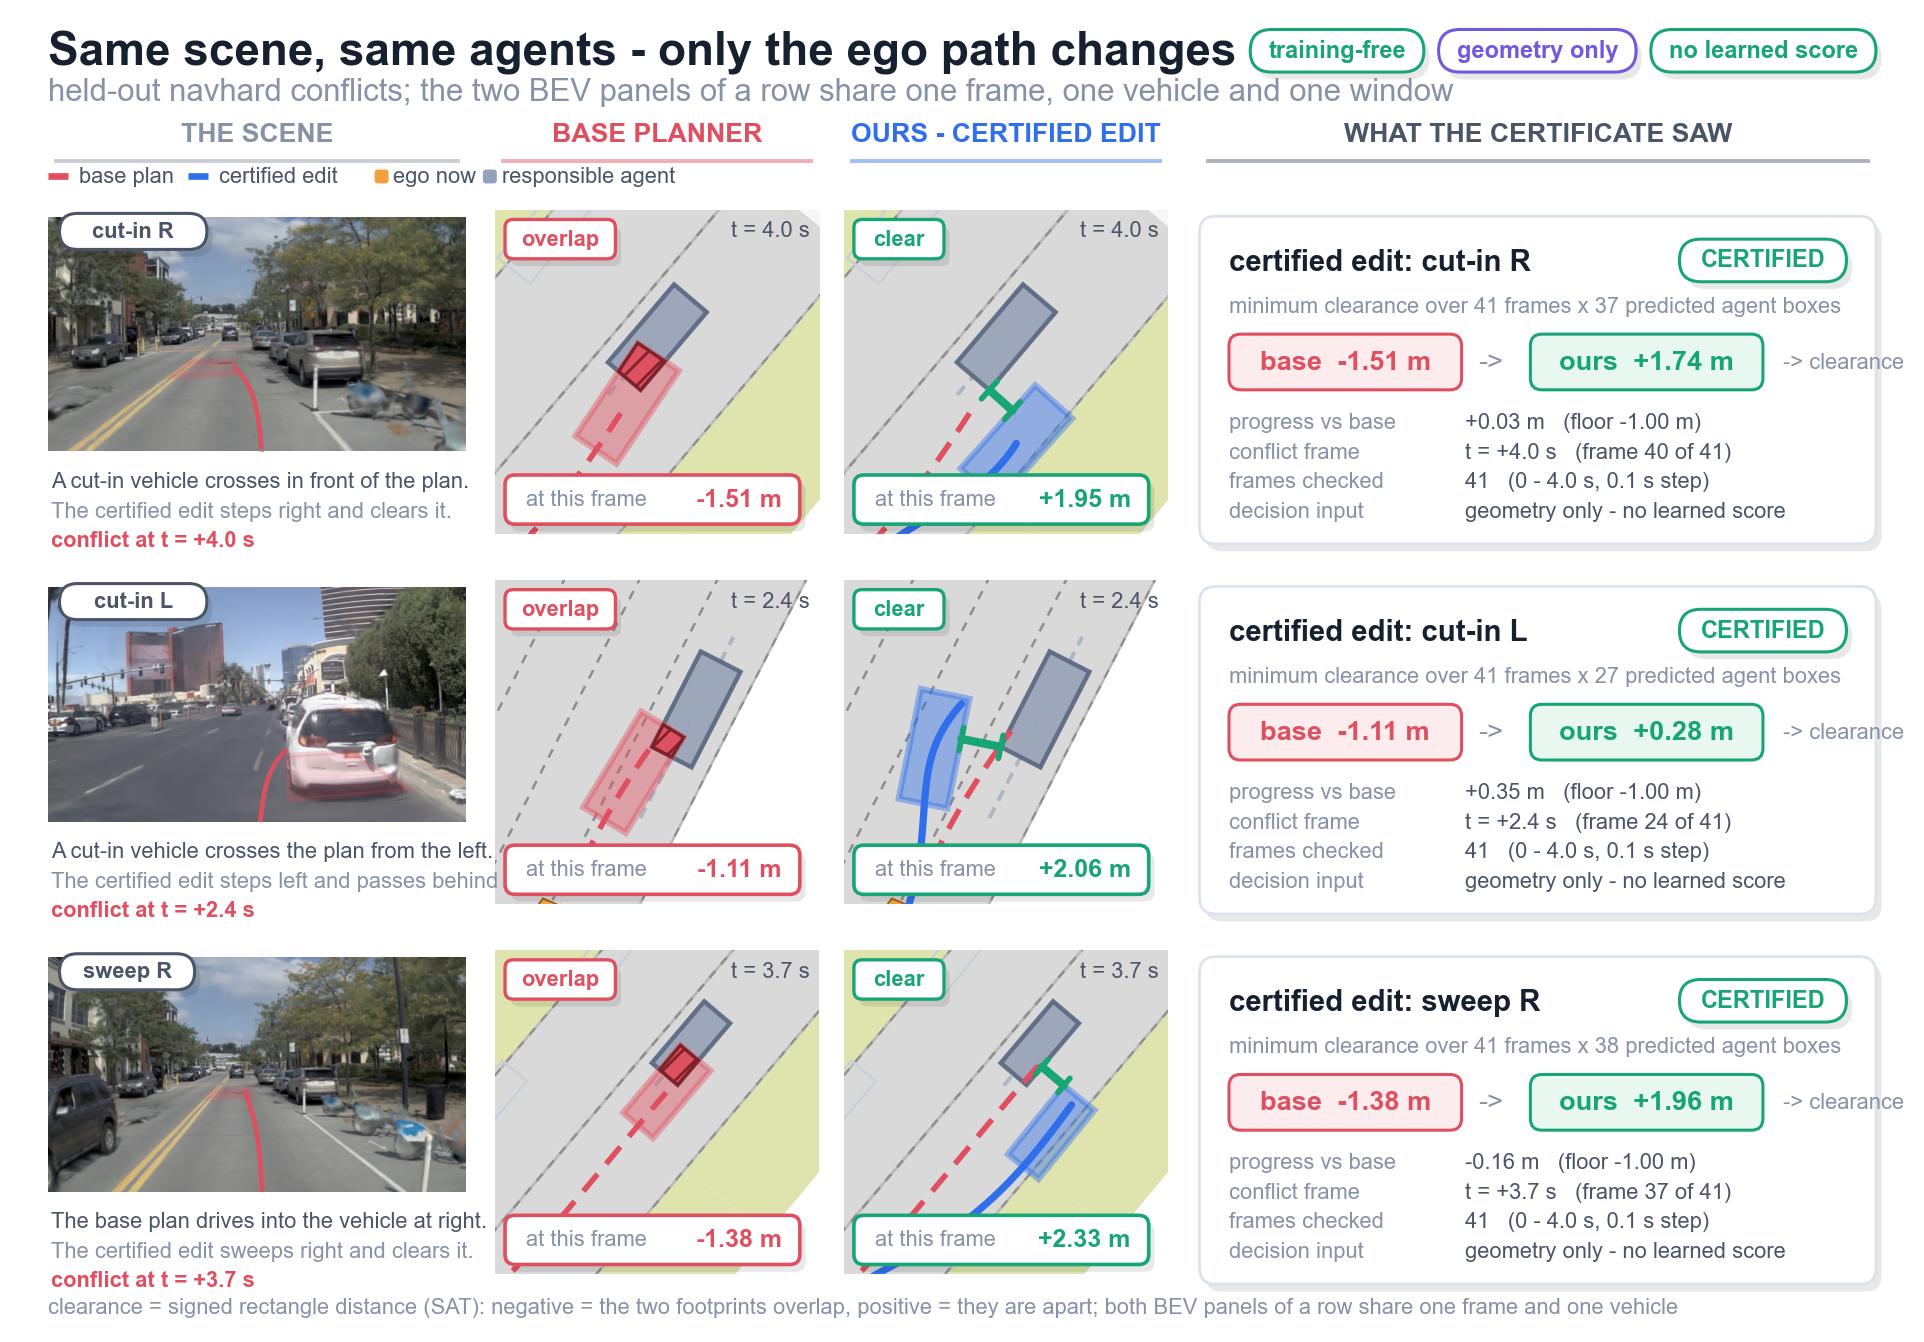 Same scene, same agents - only the ego path changes
training-free
geometry only
no learned score
held-out navhard conflicts; the two BEV panels of a row share one frame, one vehicle and one window
THE SCENE
BASE PLANNER
OURS - CERTIFIED EDIT
WHAT THE CERTIFICATE SAW
base plan
certified edit
ego now
responsible agent
cut-in R
A cut-in vehicle crosses in front of the plan.
The certified edit steps right and clears it.
conflict at t = +4.0 s
overlap
t = 4.0 s
at this frame -1.51 m
clear
t = 4.0 s
at this frame +1.95 m
certified edit: cut-in R
CERTIFIED
minimum clearance over 41 frames x 37 predicted agent boxes
base -1.51 m -> ours +1.74 m -> clearance
progress vs base +0.03 m (floor -1.00 m)
conflict frame t = +4.0 s (frame 40 of 41)
frames checked 41 (0 - 4.0 s, 0.1 s step)
decision input geometry only - no learned score
cut-in L
A cut-in vehicle crosses the plan from the left.
The certified edit steps left and passes behind
conflict at t = +2.4 s
overlap
t = 2.4 s
at this frame -1.11 m
clear
t = 2.4 s
at this frame +2.06 m
certified edit: cut-in L
CERTIFIED
minimum clearance over 41 frames x 27 predicted agent boxes
base -1.11 m -> ours +0.28 m -> clearance
progress vs base +0.35 m (floor -1.00 m)
conflict frame t = +2.4 s (frame 24 of 41)
frames checked 41 (0 - 4.0 s, 0.1 s step)
decision input geometry only - no learned score
sweep R
The base plan drives into the vehicle at right.
The certified edit sweeps right and clears it.
conflict at t = +3.7 s
overlap
t = 3.7 s
at this frame -1.38 m
clear
t = 3.7 s
at this frame +2.33 m
certified edit: sweep R
CERTIFIED
minimum clearance over 41 frames x 38 predicted agent boxes
base -1.38 m -> ours +1.96 m -> clearance
progress vs base -0.16 m (floor -1.00 m)
conflict frame t = +3.7 s (frame 37 of 41)
frames checked 41 (0 - 4.0 s, 0.1 s step)
decision input geometry only - no learned score
clearance = signed rectangle distance (SAT): negative = the two footprints overlap, positive = they are apart; both BEV panels of a row share one frame and one vehicle